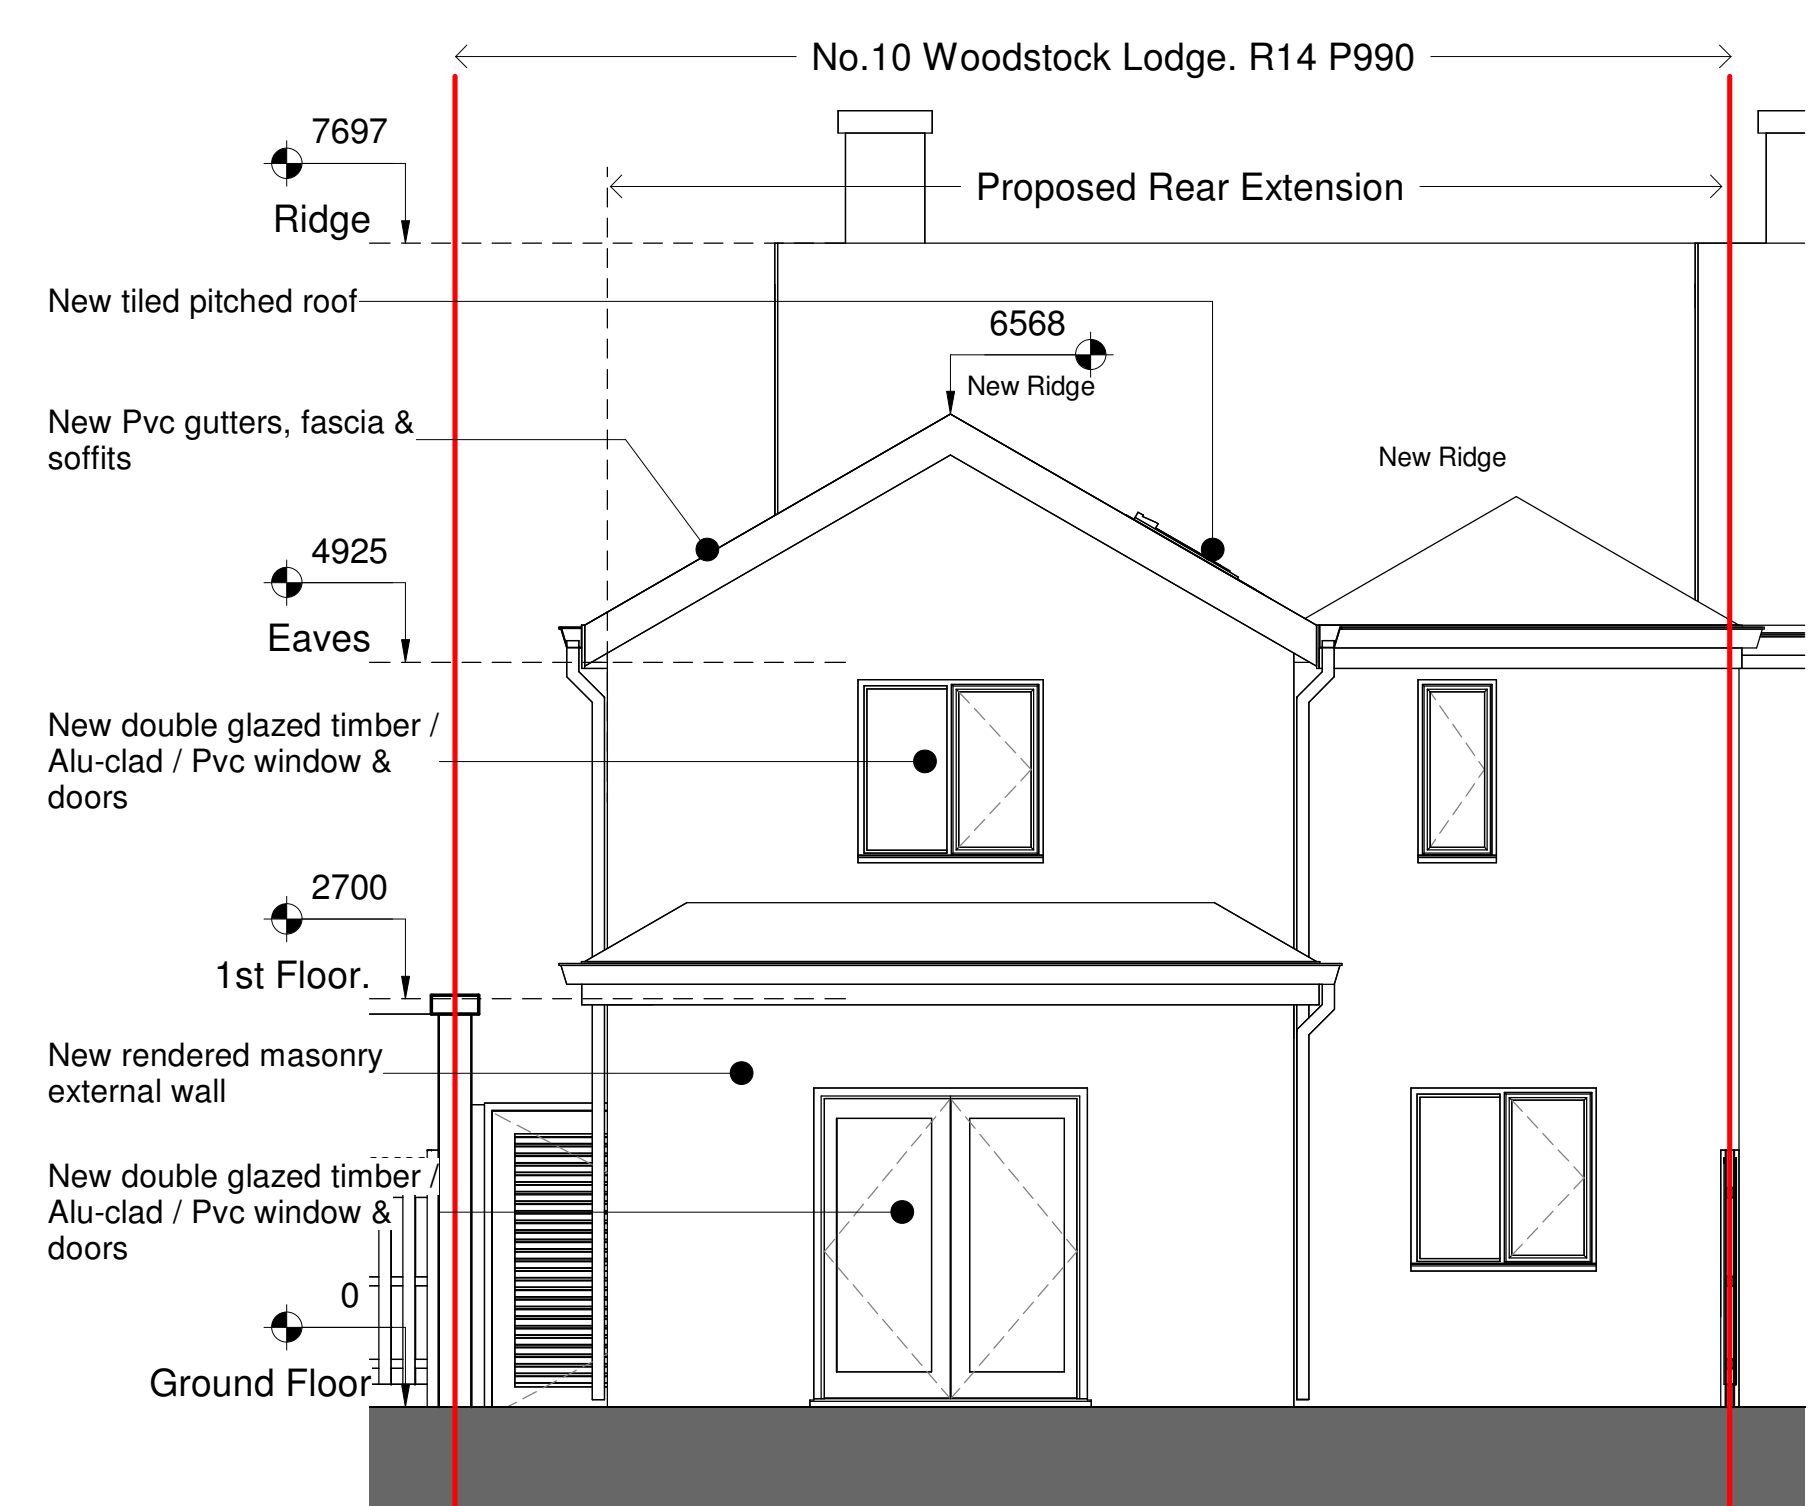 No.10 Woodstock Lodge. R14 P990
7697
Proposed Rear Extension
Ridge
New tiled pitched roof
6568
New Ridge
New Pvc gutters, fascia &
soffits
New Ridge
4925
Eaves
New double glazed timber /
Alu-clad / Pvc window &
doors
2700
1st Floor.
New rendered masonry
external wall
New double glazed timber /
Alu-clad / Pvc window &
doors
0
Ground Floor